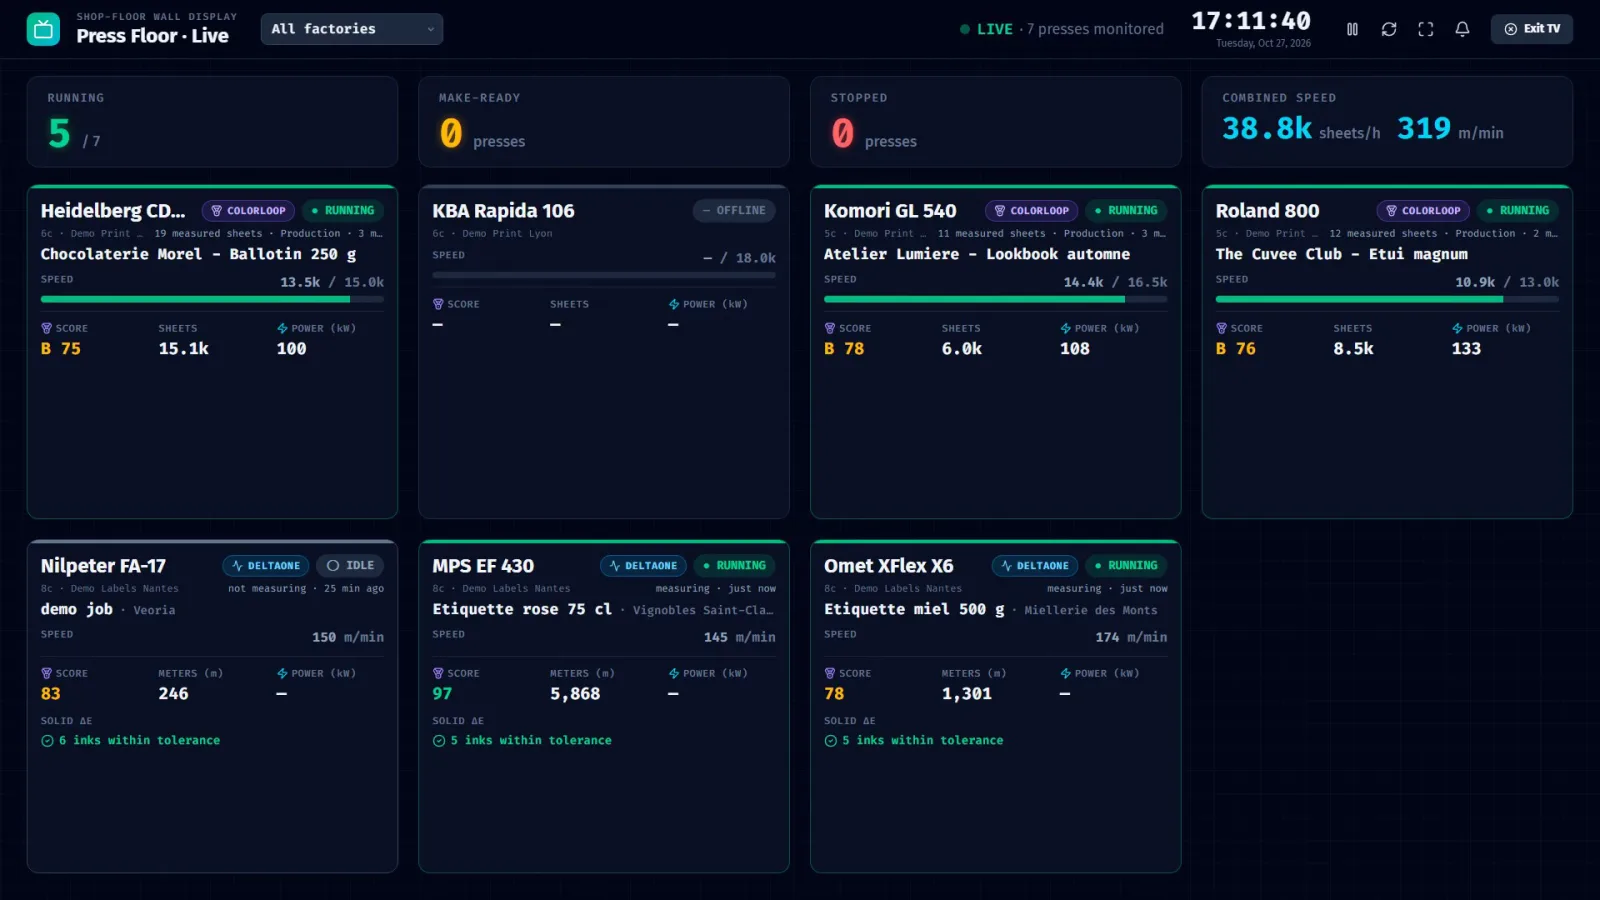 SHOP-FLOOR WALL DISPLAY
Press Floor · Live
All factories
LIVE · 7 presses monitored
17:11:40
Tuesday, Oct 27, 2026
Exit TV
RUNNING
5 / 7
MAKE-READY
0 presses
STOPPED
0 presses
COMBINED SPEED
38.8k sheets/h 319 m/min
Heidelberg CD… COLORLOOP RUNNING
6c · Demo Print … 19 measured sheets · Production · 3 m…
Chocolaterie Morel - Ballotin 250 g
SPEED 13.5k / 15.0k
SCORE SHEETS POWER (kW)
B 75 15.1k 100
KBA Rapida 106 – OFFLINE
6c · Demo Print Lyon
SPEED – / 18.0k
SCORE SHEETS POWER (kW)
– – –
Komori GL 540 COLORLOOP RUNNING
5c · Demo Print … 11 measured sheets · Production · 3 m…
Atelier Lumiere - Lookbook automne
SPEED 14.4k / 16.5k
SCORE SHEETS POWER (kW)
B 78 6.0k 108
Roland 800 COLORLOOP RUNNING
5c · Demo Print … 12 measured sheets · Production · 2 m…
The Cuvee Club - Etui magnum
SPEED 10.9k / 13.0k
SCORE SHEETS POWER (kW)
B 76 8.5k 133
Nilpeter FA-17 DELTAONE IDLE
8c · Demo Labels Nantes not measuring · 25 min ago
demo job · Veoria
SPEED 150 m/min
SCORE METERS (m) POWER (kW)
83 246 –
SOLID ΔE
6 inks within tolerance
MPS EF 430 DELTAONE RUNNING
8c · Demo Labels Nantes measuring · just now
Etiquette rose 75 cl · Vignobles Saint-Cla…
SPEED 145 m/min
SCORE METERS (m) POWER (kW)
97 5,868 –
SOLID ΔE
5 inks within tolerance
Omet XFlex X6 DELTAONE RUNNING
8c · Demo Labels Nantes measuring · just now
Etiquette miel 500 g · Miellerie des Monts
SPEED 174 m/min
SCORE METERS (m) POWER (kW)
78 1,301 –
SOLID ΔE
5 inks within tolerance